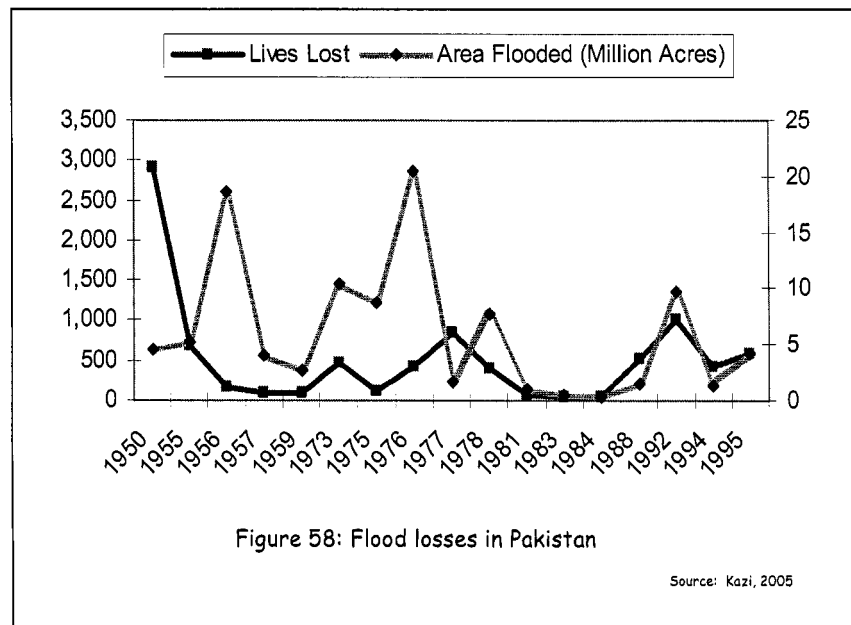 Lives Lost Area Flooded (Million Acres)
3,500 25
3,000 20
2,500
2,000 15
1,500 10
1,000
500 5
0 0
1950 1955 1956 1957 1959 1973 1975 1976 1977 1978 1981 1983 1984 1988 1992 1994 1995
Figure 58: Flood losses in Pakistan
Source: Kazi, 2005